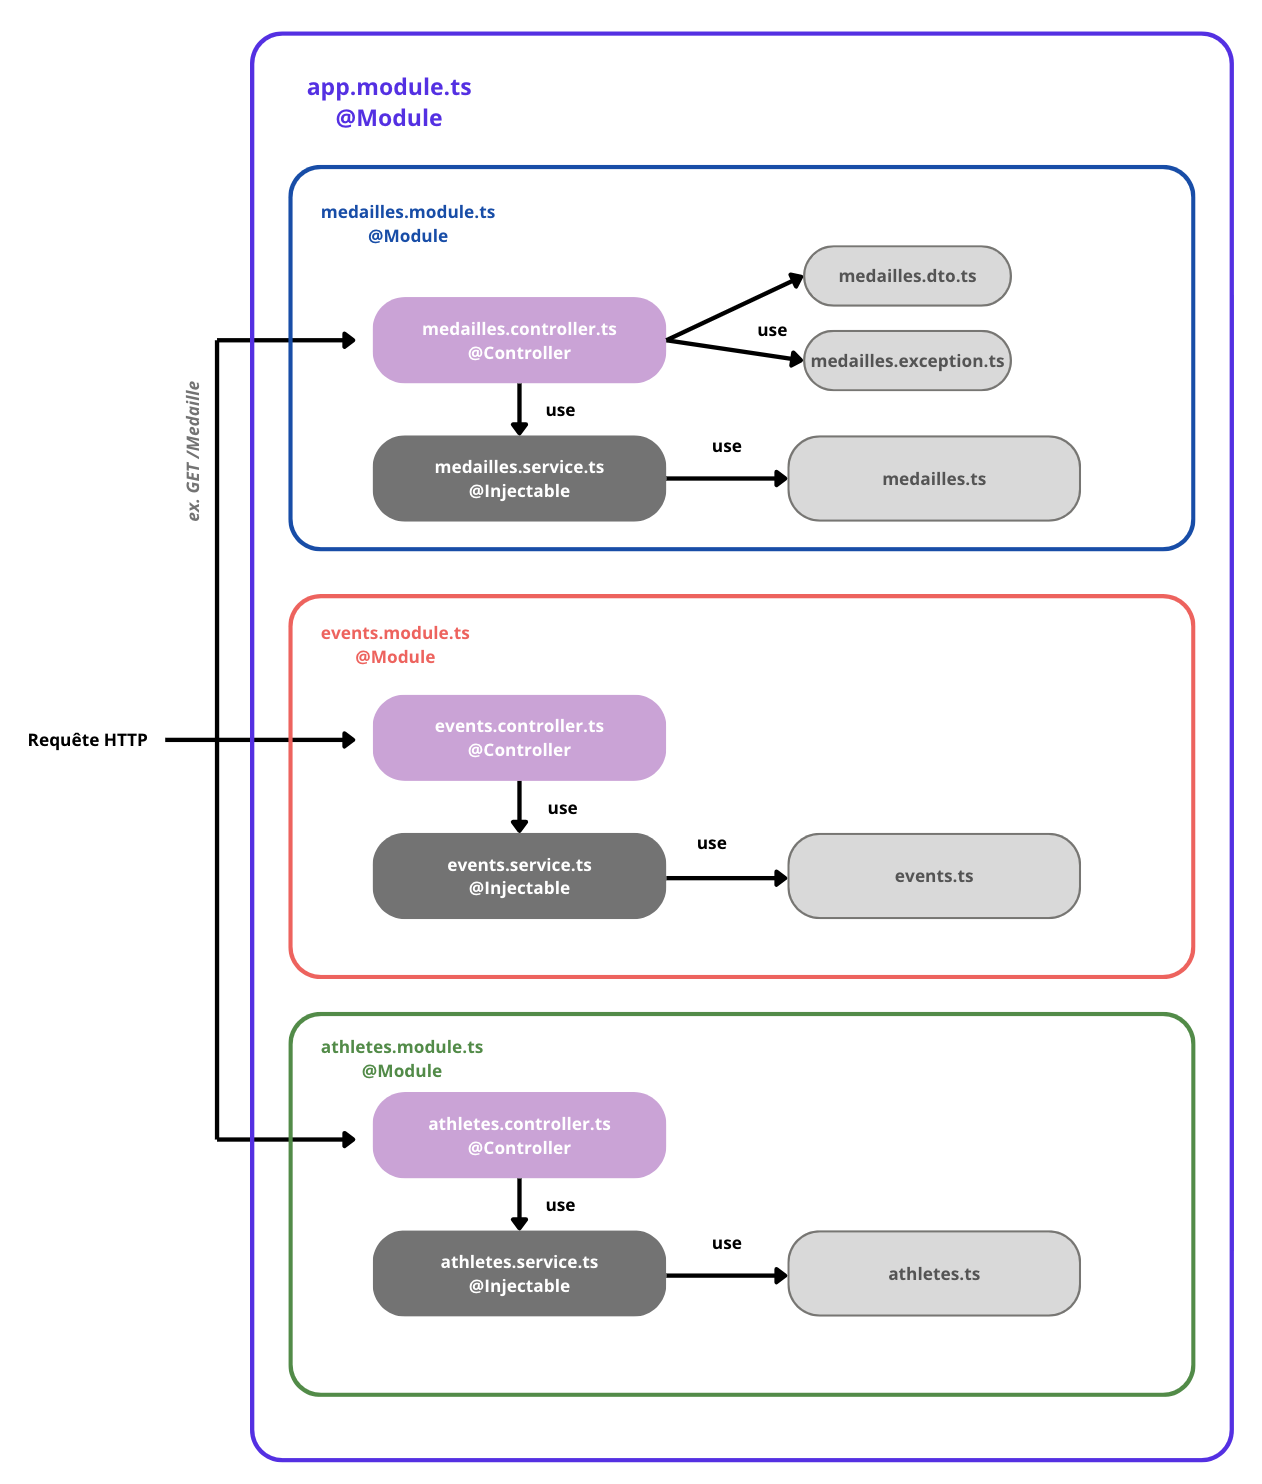 app.module.ts
@Module
medailles.module.ts
@Module
medailles.controller.ts
@Controller
medailles.dto.ts
use
medailles.exception.ts
use
medailles.service.ts
@Injectable
use
medailles.ts
ex. GET /Medaille
events.module.ts
@Module
Requête HTTP
events.controller.ts
@Controller
use
events.service.ts
@Injectable
use
events.ts
athletes.module.ts
@Module
athletes.controller.ts
@Controller
use
athletes.service.ts
@Injectable
use
athletes.ts